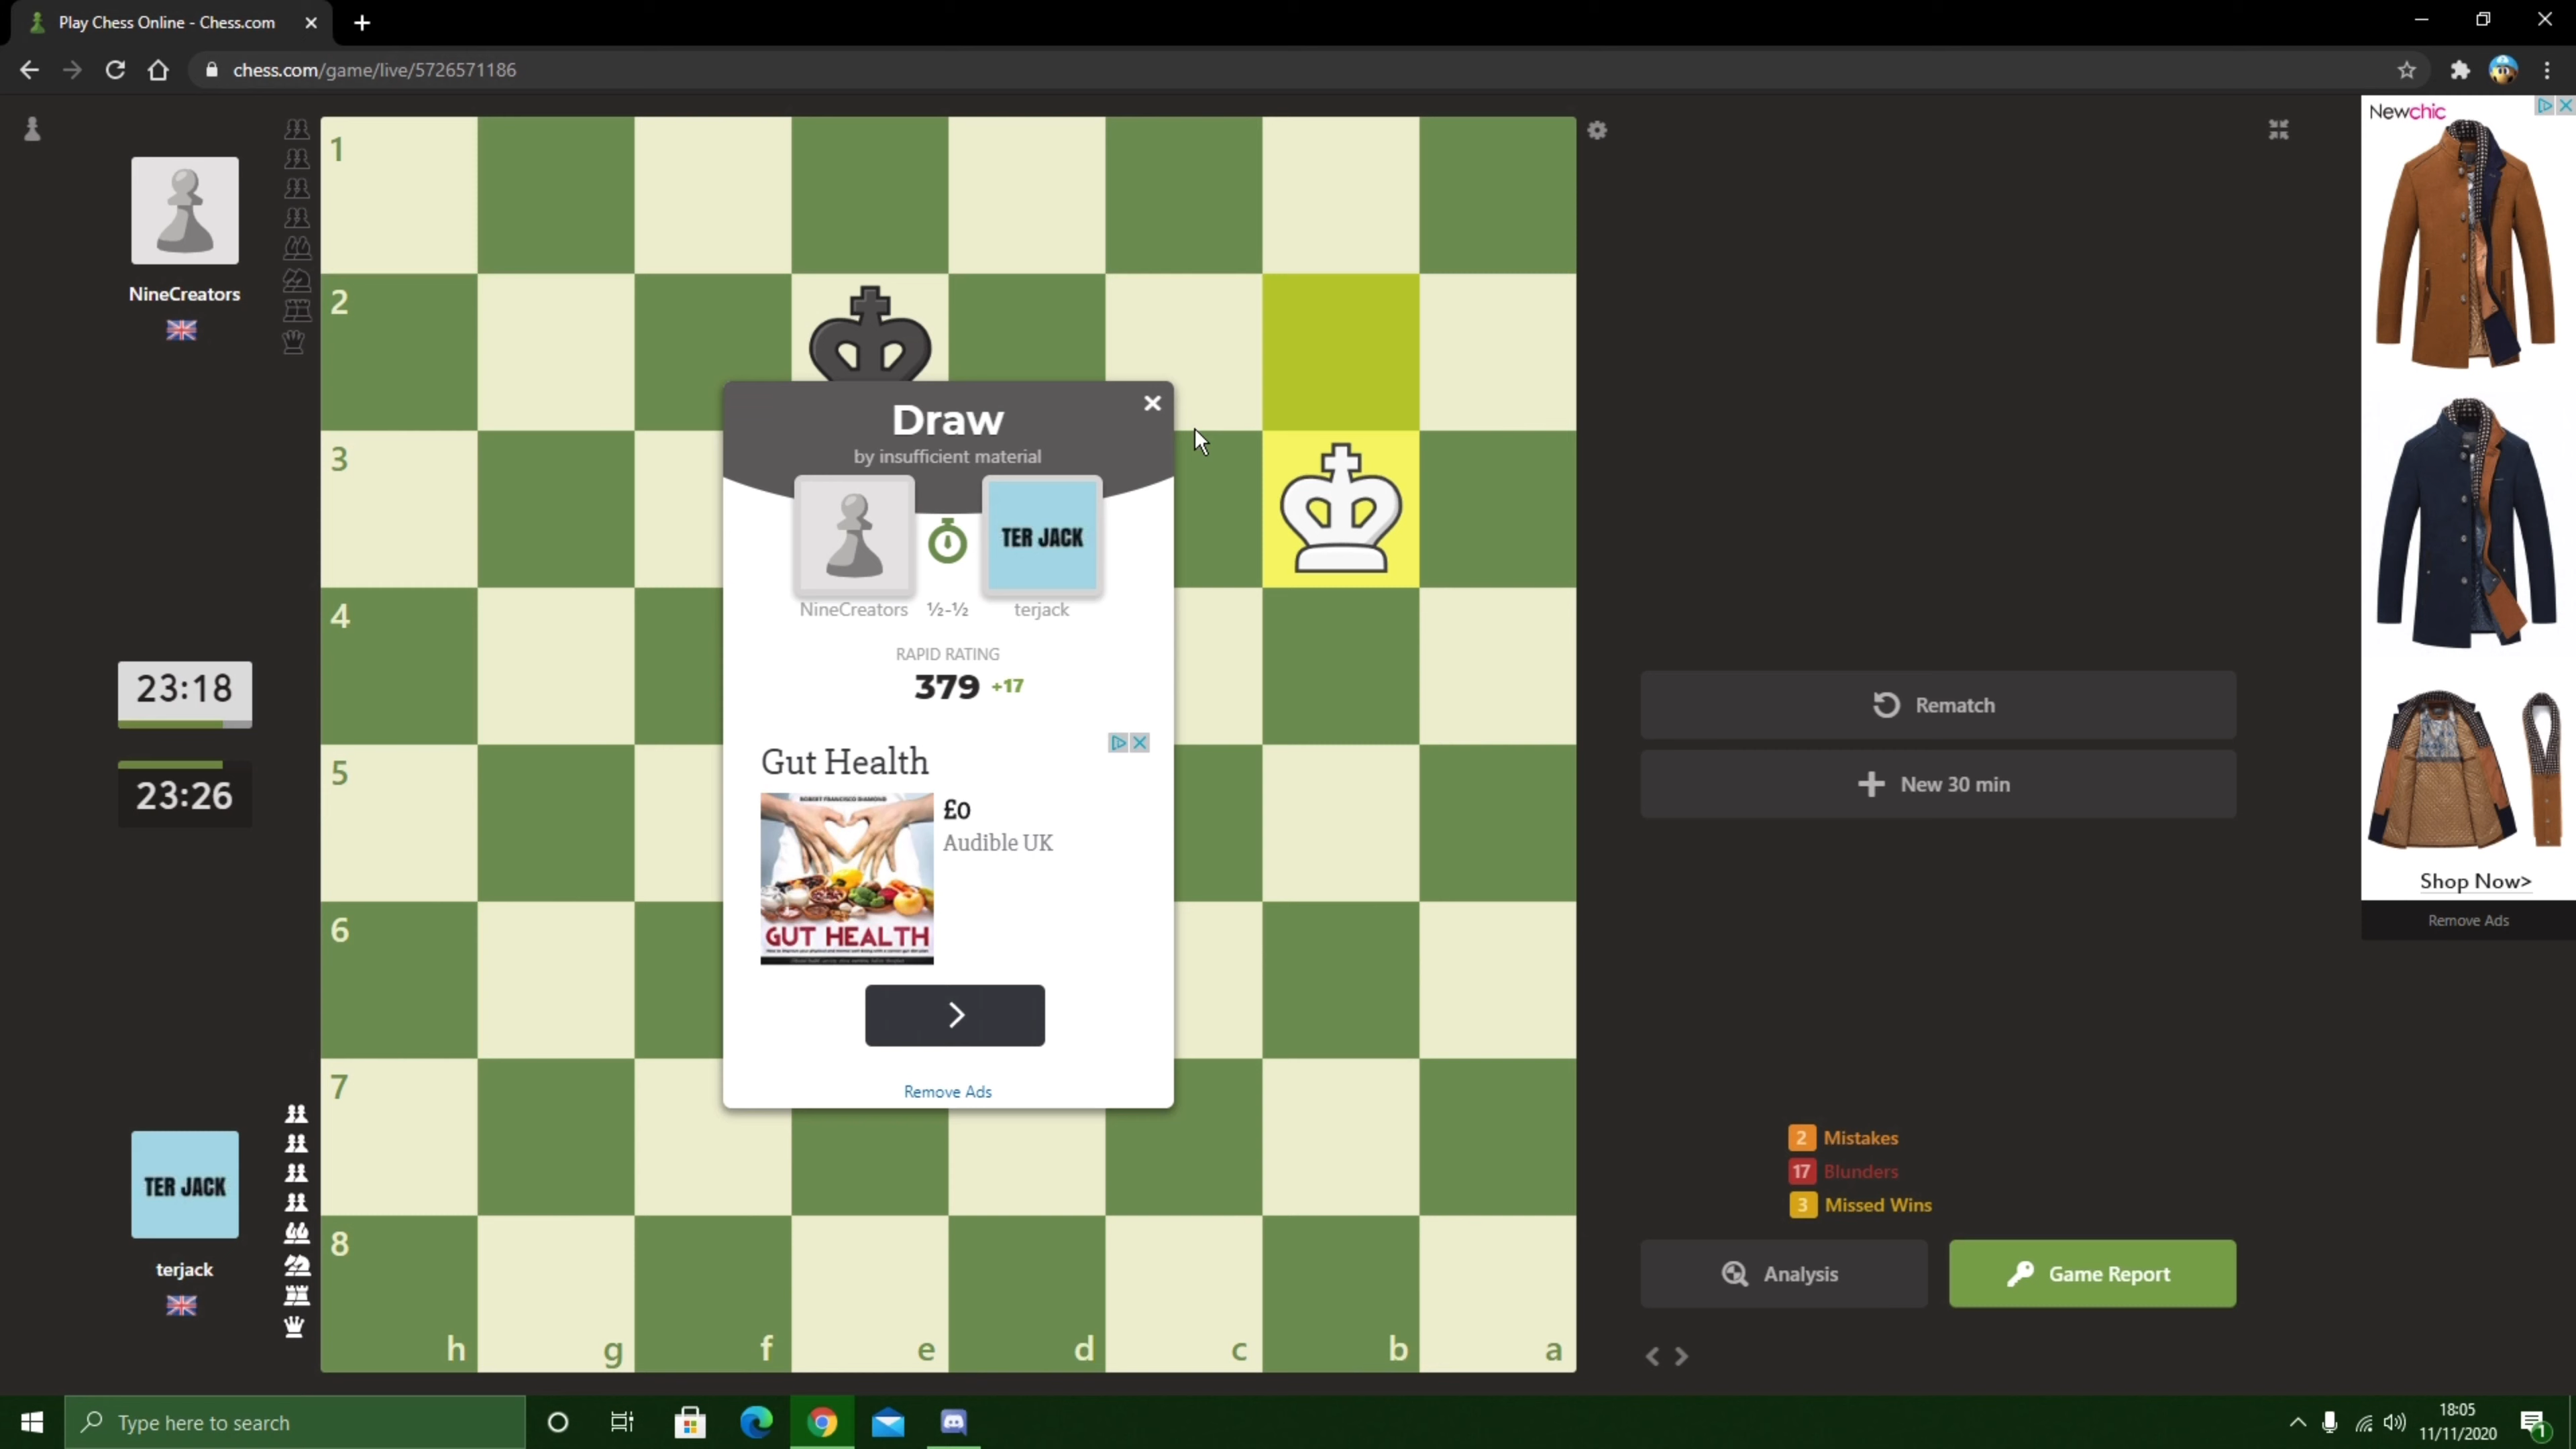 Play Chess Online - Chess.com
chess.com/game/live/5726571186
NineCreators
23:18
23:26
TER JACK
terjack
1
2
3
4
5
6
7
8
h g f e d c b a
Draw
by insufficient material
TER JACK
NineCreators ½-½ terjack
RAPID RATING
379 +17
Gut Health
£0
Audible UK
ROBERT FRANCISCO DIAMOND
GUT HEALTH
Remove Ads
Rematch
New 30 min
2 Mistakes
17 Blunders
3 Missed Wins
Analysis
Game Report
Newchic
Shop Now>
Remove Ads
Type here to search
18:05
11/11/2020
1